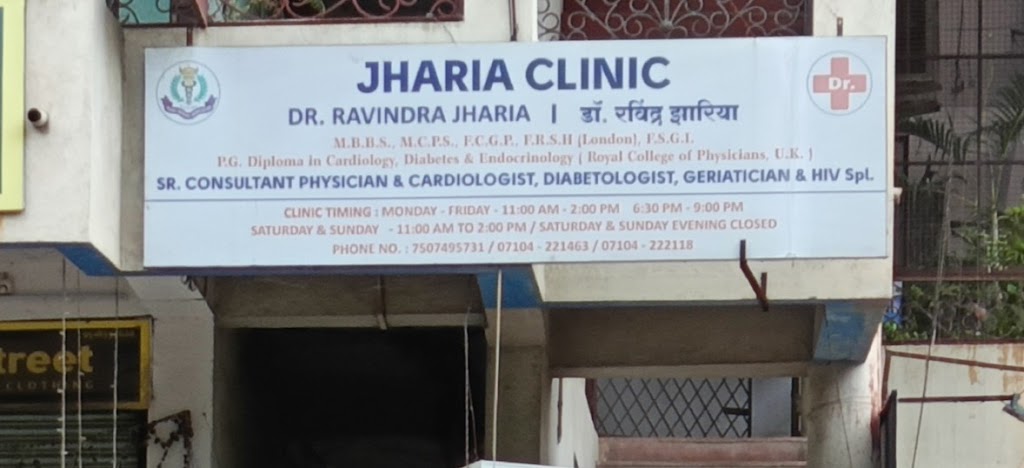 JHARIA CLINIC
Dr.
DR. RAVINDRA JHARIA | डॉ. रविंद्र झारिया
M.B.B.S., M.C.P.S., F.C.G.P., F.R.S.H (London), F.S.G.I.
P.G. Diploma in Cardiology, Diabetes & Endocrinology ( Royal College of Physicians, U.K. )
SR. CONSULTANT PHYSICIAN & CARDIOLOGIST, DIABETOLOGIST, GERIATICIAN & HIV Spl.
CLINIC TIMING : MONDAY - FRIDAY - 11:00 AM - 2:00 PM 6:30 PM - 9:00 PM
SATURDAY & SUNDAY - 11:00 AM TO 2:00 PM / SATURDAY & SUNDAY EVENING CLOSED
PHONE NO. : 7507495731 / 07104 - 221463 / 07104 - 222118
treet
CLOTHING